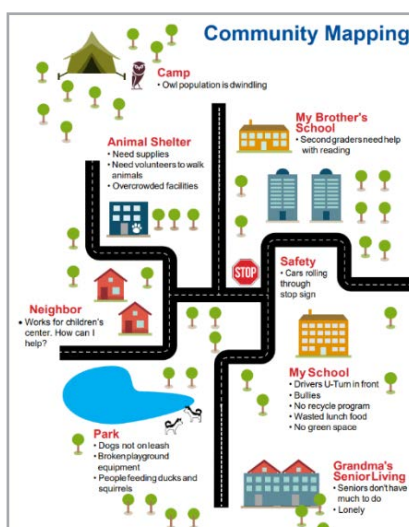 Community Mapping
Camp
• Owl population is dwindling
My Brother's
School
• Second graders need help
with reading
Animal Shelter
• Need supplies
• Need volunteers to walk
animals
• Overcrowded facilities
STOP
Safety
• Cars rolling
through
stop sign
Neighbor
• Works for children's
center. How can I
help?
My School
• Drivers U-Turn in front
• Bullies
• No recycle program
• Wasted lunch food
• No green space
Park
• Dogs not on leash
• Broken playground
equipment
• People feeding ducks and
squirrels
Grandma's
Senior Living
• Seniors don't have
much to do
• Lonely